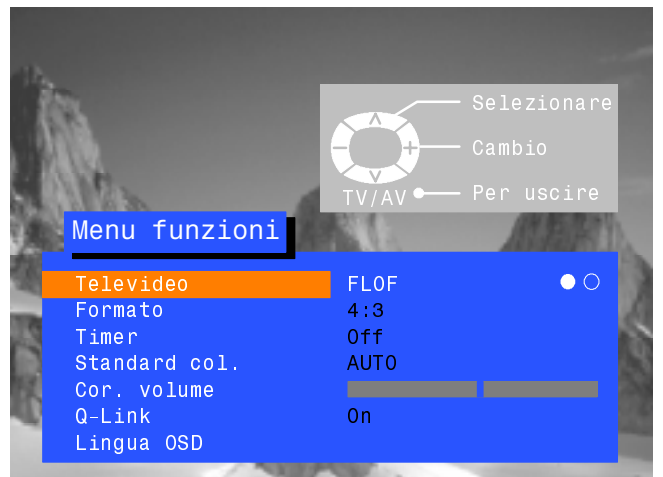 Selezionare
Cambio
TV/AV Per uscire
Menu funzioni
Televideo FLOF
Formato 4:3
Timer Off
Standard col. AUTO
Cor. volume
Q-Link On
Lingua OSD